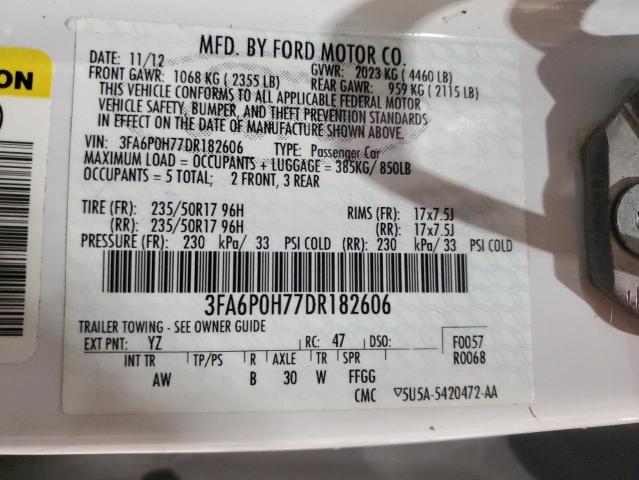 ON
MFD. BY FORD MOTOR CO.
DATE: 11/12 GVWR: 2023 KG ( 4460 LB)
FRONT GAWR: 1068 KG ( 2355 LB) REAR GAWR: 959 KG ( 2115 LB)
THIS VEHICLE CONFORMS TO ALL APPLICABLE FEDERAL MOTOR
VEHICLE SAFETY, BUMPER, AND THEFT PREVENTION STANDARDS
IN EFFECT ON THE DATE OF MANUFACTURE SHOWN ABOVE.
VIN: 3FA6P0H77DR182606 TYPE: Passenger Car
MAXIMUM LOAD = OCCUPANTS + LUGGAGE = 385KG/ 850LB
OCCUPANTS = 5 TOTAL; 2 FRONT, 3 REAR
TIRE (FR): 235/50R17 96H RIMS (FR): 17x7.5J
(RR): 235/50R17 96H (RR): 17x7.5J
PRESSURE (FR): 230 kPa/ 33 PSI COLD (RR): 230 kPa/ 33 PSI COLD
3FA6P0H77DR182606
TRAILER TOWING - SEE OWNER GUIDE
EXT PNT: YZ RC: 47 DSO: F0057
INT TR TP/PS R AXLE TR SPR R0068
AW B 30 W FFGG
CMC ▽5U5A-5420472-AA